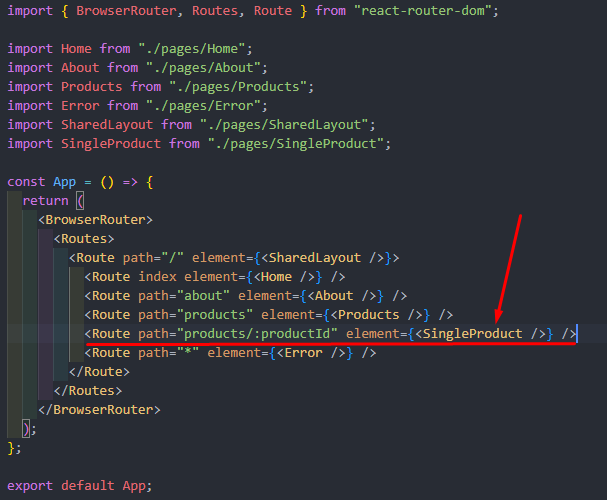 import { BrowserRouter, Routes, Route } from "react-router-dom";
import Home from "./pages/Home";
import About from "./pages/About";
import Products from "./pages/Products";
import Error from "./pages/Error";
import SharedLayout from "./pages/SharedLayout";
import SingleProduct from "./pages/SingleProduct";
const App = () => {
return (
<BrowserRouter>
<Routes>
<Route path="/" element={<SharedLayout />}>
<Route index element={<Home />} />
<Route path="about" element={<About />} />
<Route path="products" element={<Products />} />
<Route path="products/:productId" element={<SingleProduct />} />
<Route path="*" element={<Error />} />
</Route>
</Routes>
</BrowserRouter>
);
};
export default App;